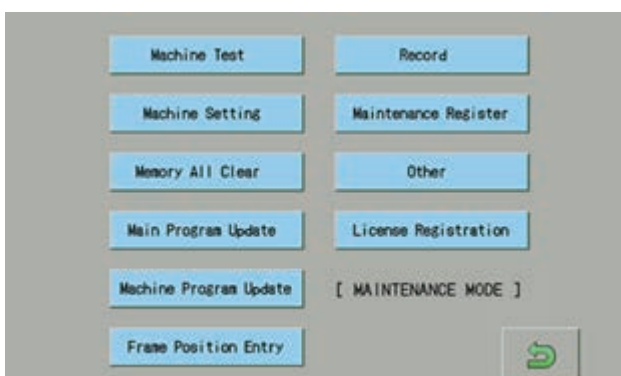 Machine Test
Record
Machine Setting
Maintenance Register
Memory All Clear
Other
Main Program Update
License Registration
Machine Program Update
[ MAINTENANCE MODE ]
Frame Position Entry